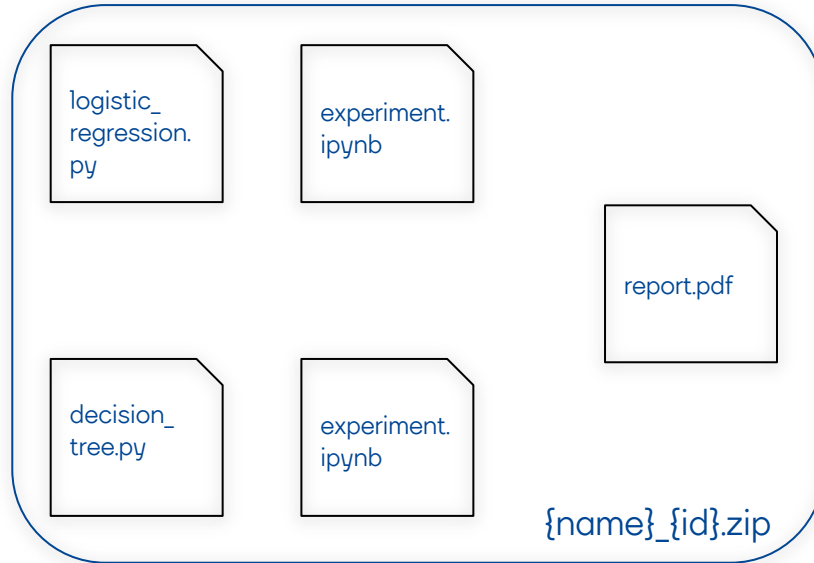 logistic_
regression.
py
experiment.
ipynb
report.pdf
decision_
tree.py
experiment.
ipynb
{name}_{id}.zip